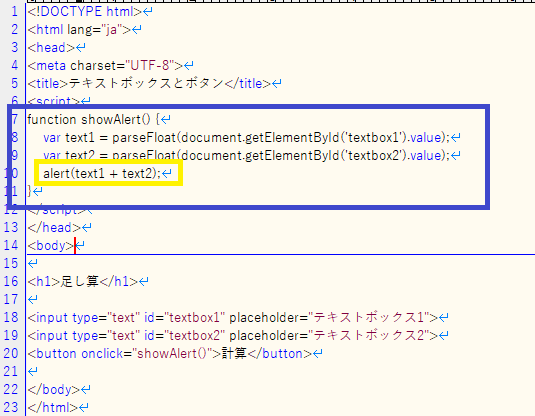 1 <!DOCTYPE html>↵
2 <html lang="ja">↵
3 <head>↵
4 <meta charset="UTF-8">↵
5 <title>テキストボックスとボタン</title>↵
6 <script>↵
7 function showAlert() {↵
8 var text1 = parseFloat(document.getElementById('textbox1').value);↵
9 var text2 = parseFloat(document.getElementById('textbox2').value);↵
10 alert(text1 + text2);↵
11 }↵
12 </script>↵
13 </head>↵
14 <body>↵
15 ↵
16 <h1>足し算</h1>↵
17 ↵
18 <input type="text" id="textbox1" placeholder="テキストボックス1">↵
19 <input type="text" id="textbox2" placeholder="テキストボックス2">↵
20 <button onclick="showAlert()">計算</button>↵
21 ↵
22 </body>↵
23 </html>↵